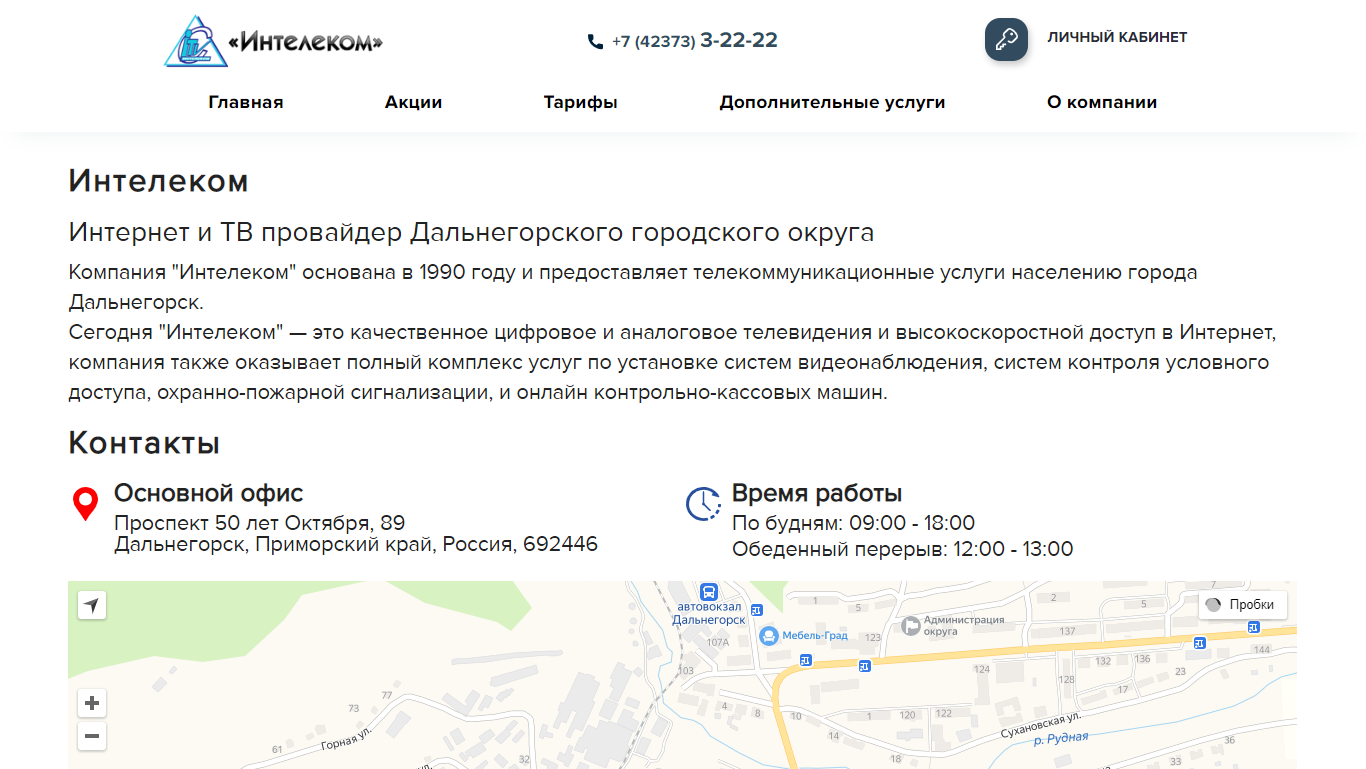 «Интелеком»
+7 (42373) 3-22-22
ЛИЧНЫЙ КАБИНЕТ
Главная
Акции
Тарифы
Дополнительные услуги
О компании
Интелеком
Интернет и ТВ провайдер Дальнегорского городского округа
Компания "Интелеком" основана в 1990 году и предоставляет телекоммуникационные услуги населению города
Дальнегорск.
Сегодня "Интелеком" — это качественное цифровое и аналоговое телевидения и высокоскоростной доступ в Интернет,
компания также оказывает полный комплекс услуг по установке систем видеонаблюдения, систем контроля условного
доступа, охранно-пожарной сигнализации, и онлайн контрольно-кассовых машин.
Контакты
Основной офис
Проспект 50 лет Октября, 89
Дальнегорск, Приморский край, Россия, 692446
Время работы
По будням: 09:00 - 18:00
Обеденный перерыв: 12:00 - 13:00
автовокзал
Дальнегорск
107А
Мебель-Град
123
Администрация
округа
1
5
2
5
7
Пробки
137
144
103
124
132
136
23
128
17
77
73
61
Горная ул.
32
4
8
10
14
1
120
122
18
Сухановская ул.
р. Рудная
36
33
ул.